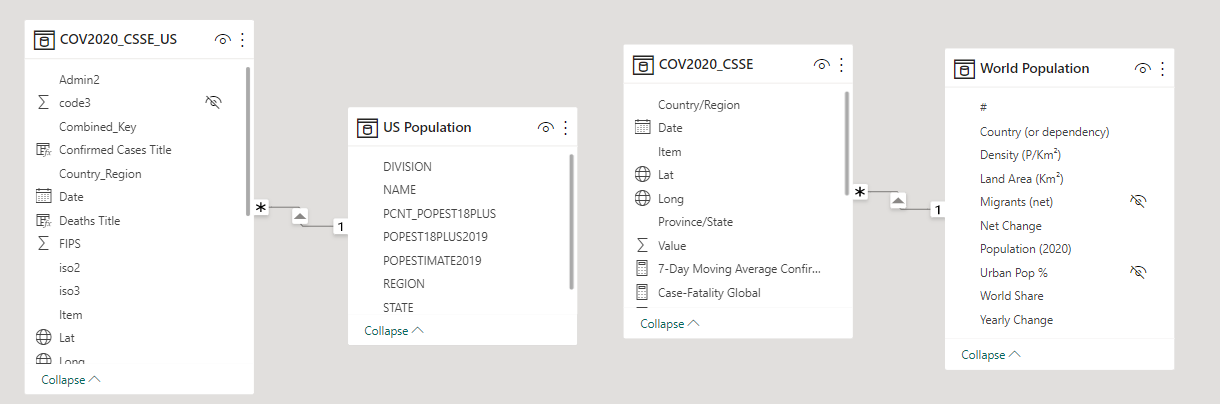 COV2020_CSSE_US
Admin2
code3
Combined_Key
Confirmed Cases Title
Country_Region
Date
Deaths Title
FIPS
iso2
iso3
Item
Lat
Long
Collapse
*
1
US Population
DIVISION
NAME
PCNT_POPEST18PLUS
POPEST18PLUS2019
POPESTIMATE2019
REGION
STATE
Collapse
COV2020_CSSE
Country/Region
Date
Item
Lat
Long
Province/State
Value
7-Day Moving Average Confir...
Case-Fatality Global
Collapse
*
1
World Population
#
Country (or dependency)
Density (P/Km²)
Land Area (Km²)
Migrants (net)
Net Change
Population (2020)
Urban Pop %
World Share
Yearly Change
Collapse